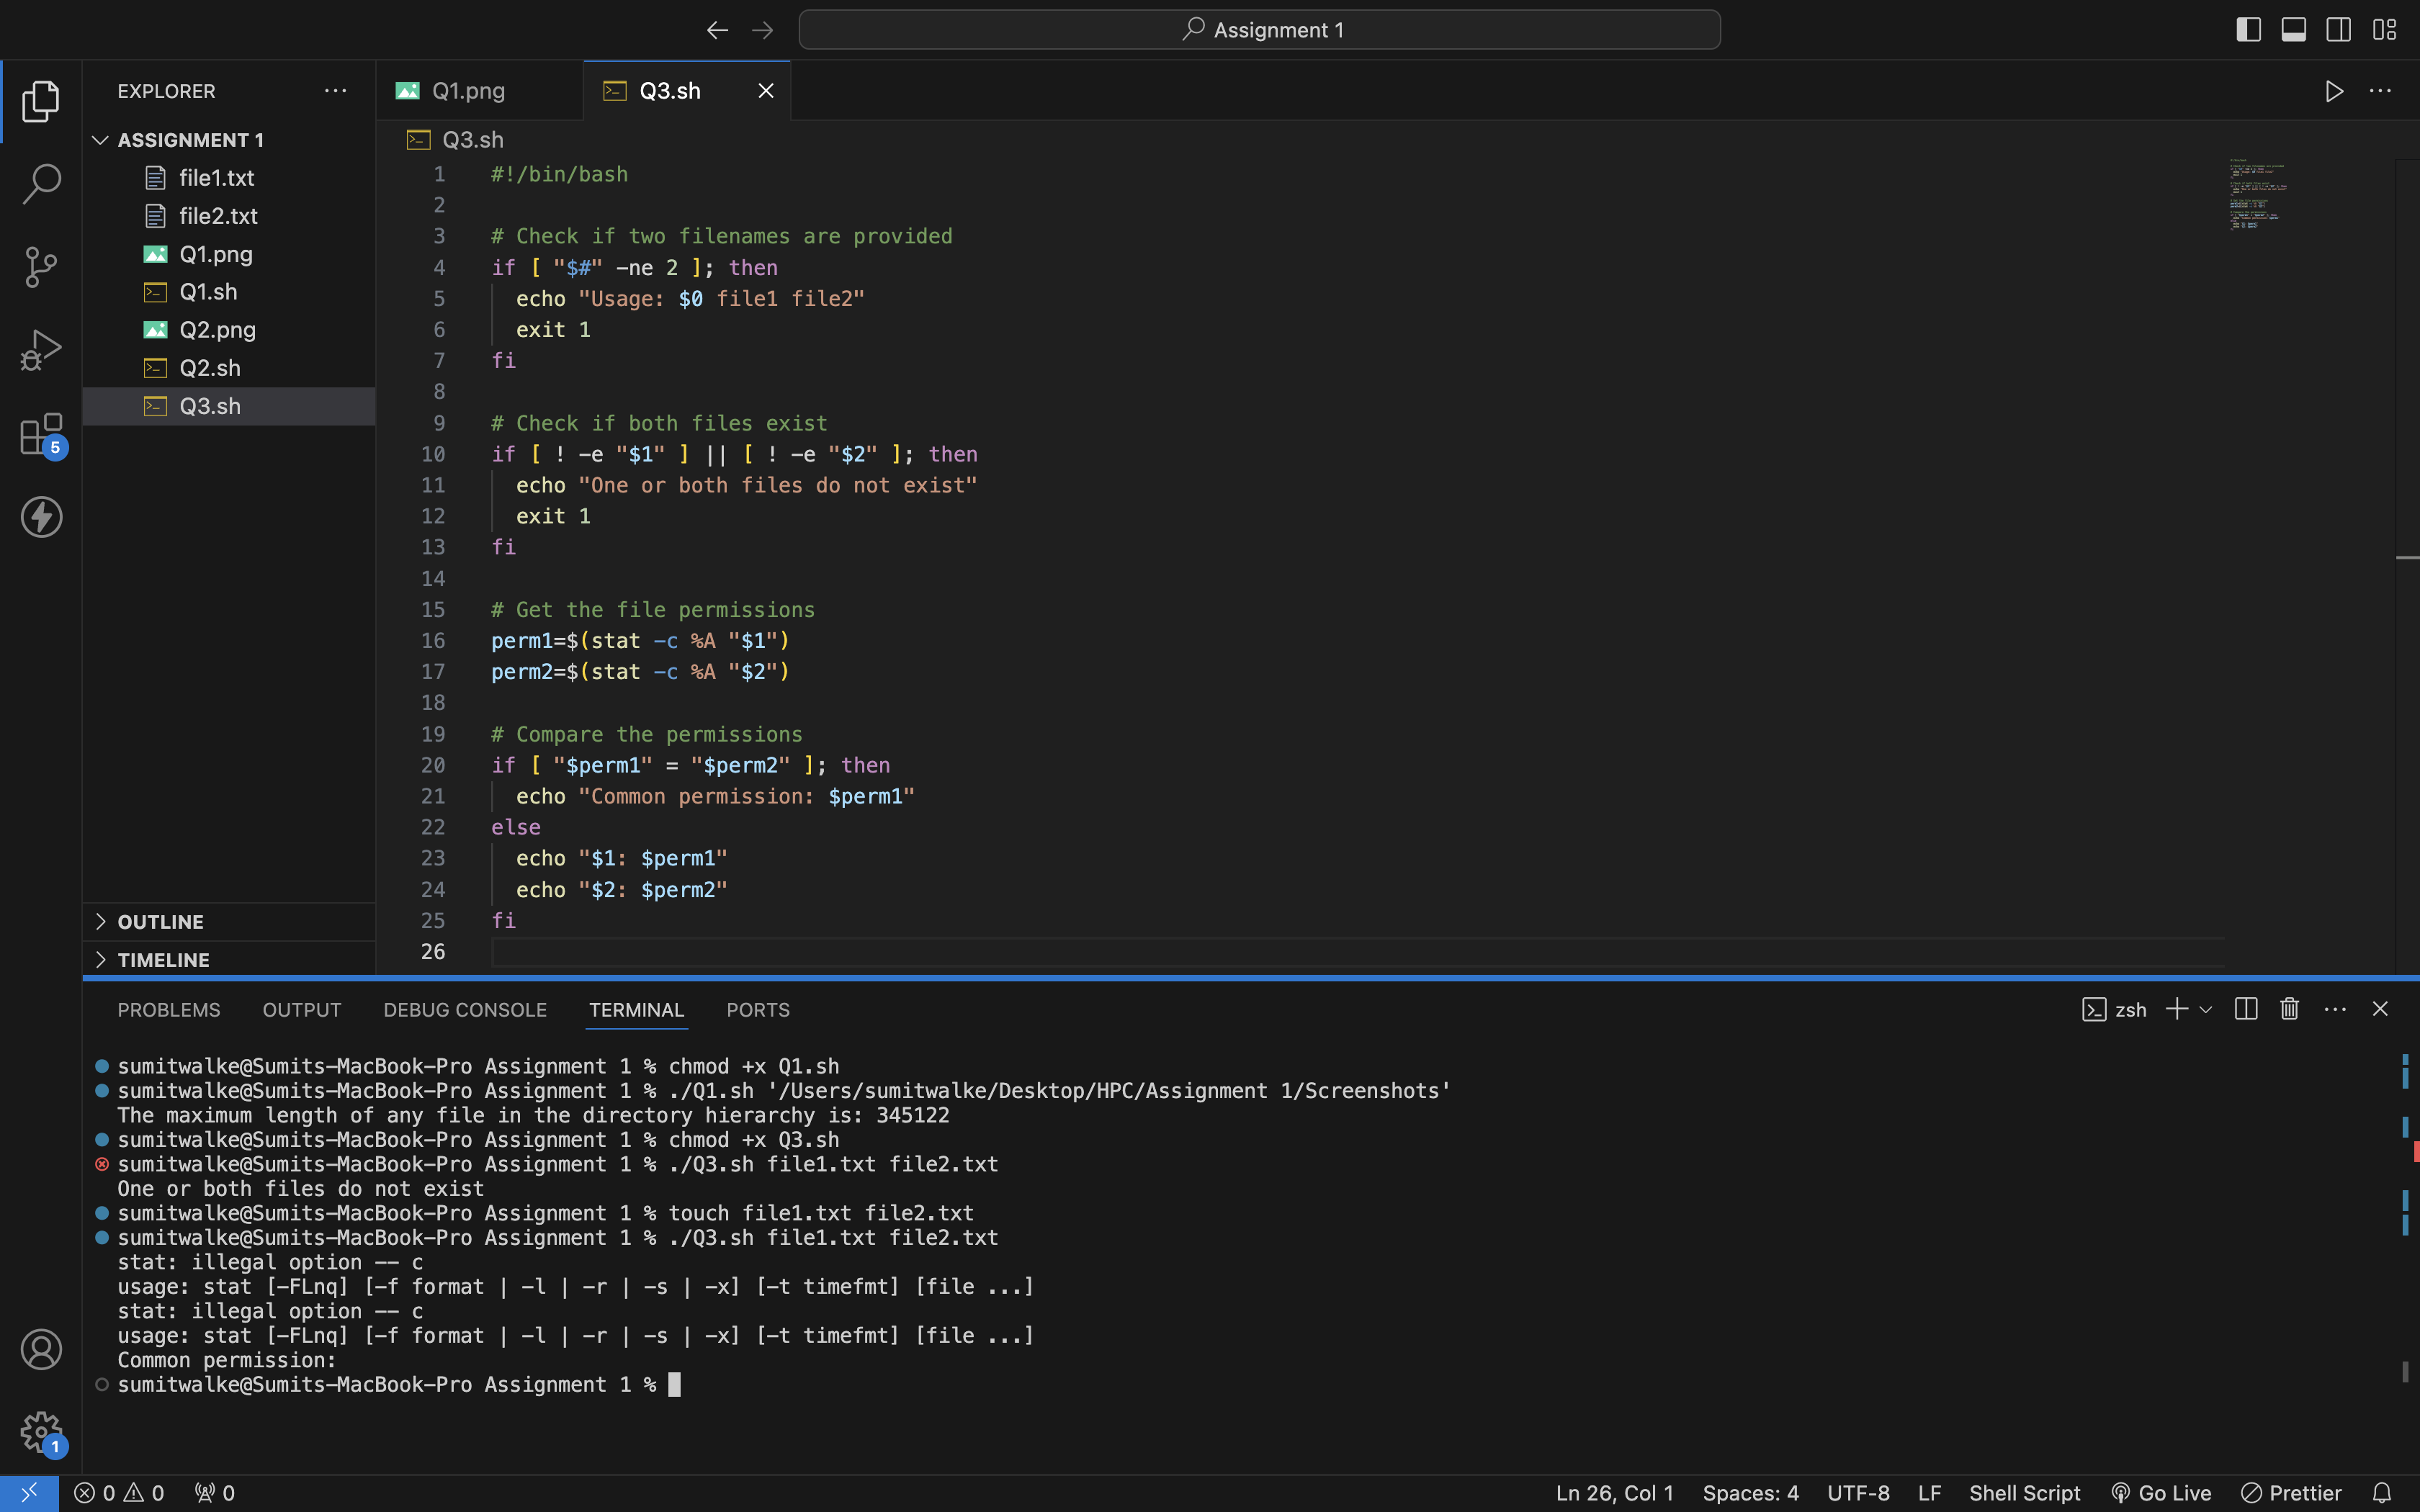 Assignment 1
EXPLORER
ASSIGNMENT 1
file1.txt
file2.txt
Q1.png
Q1.sh
Q2.png
Q2.sh
Q3.sh
5
OUTLINE
TIMELINE
Q1.png
Q3.sh
Q3.sh
1 #!/bin/bash
2
3 # Check if two filenames are provided
4 if [ "$#" -ne 2 ]; then
5 echo "Usage: $0 file1 file2"
6 exit 1
7 fi
8
9 # Check if both files exist
10 if [ ! -e "$1" ] || [ ! -e "$2" ]; then
11 echo "One or both files do not exist"
12 exit 1
13 fi
14
15 # Get the file permissions
16 perm1=$(stat -c %A "$1")
17 perm2=$(stat -c %A "$2")
18
19 # Compare the permissions
20 if [ "$perm1" = "$perm2" ]; then
21 echo "Common permission: $perm1"
22 else
23 echo "$1: $perm1"
24 echo "$2: $perm2"
25 fi
26
PROBLEMS OUTPUT DEBUG CONSOLE TERMINAL PORTS
zsh
sumitwalke@Sumits-MacBook-Pro Assignment 1 % chmod +x Q1.sh
sumitwalke@Sumits-MacBook-Pro Assignment 1 % ./Q1.sh '/Users/sumitwalke/Desktop/HPC/Assignment 1/Screenshots'
The maximum length of any file in the directory hierarchy is: 345122
sumitwalke@Sumits-MacBook-Pro Assignment 1 % chmod +x Q3.sh
sumitwalke@Sumits-MacBook-Pro Assignment 1 % ./Q3.sh file1.txt file2.txt
One or both files do not exist
sumitwalke@Sumits-MacBook-Pro Assignment 1 % touch file1.txt file2.txt
sumitwalke@Sumits-MacBook-Pro Assignment 1 % ./Q3.sh file1.txt file2.txt
stat: illegal option -- c
usage: stat [-FLnq] [-f format | -l | -r | -s | -x] [-t timefmt] [file ...]
stat: illegal option -- c
usage: stat [-FLnq] [-f format | -l | -r | -s | -x] [-t timefmt] [file ...]
Common permission:
sumitwalke@Sumits-MacBook-Pro Assignment 1 %
1
0 0 0
Ln 26, Col 1 Spaces: 4 UTF-8 LF Shell Script Go Live Prettier